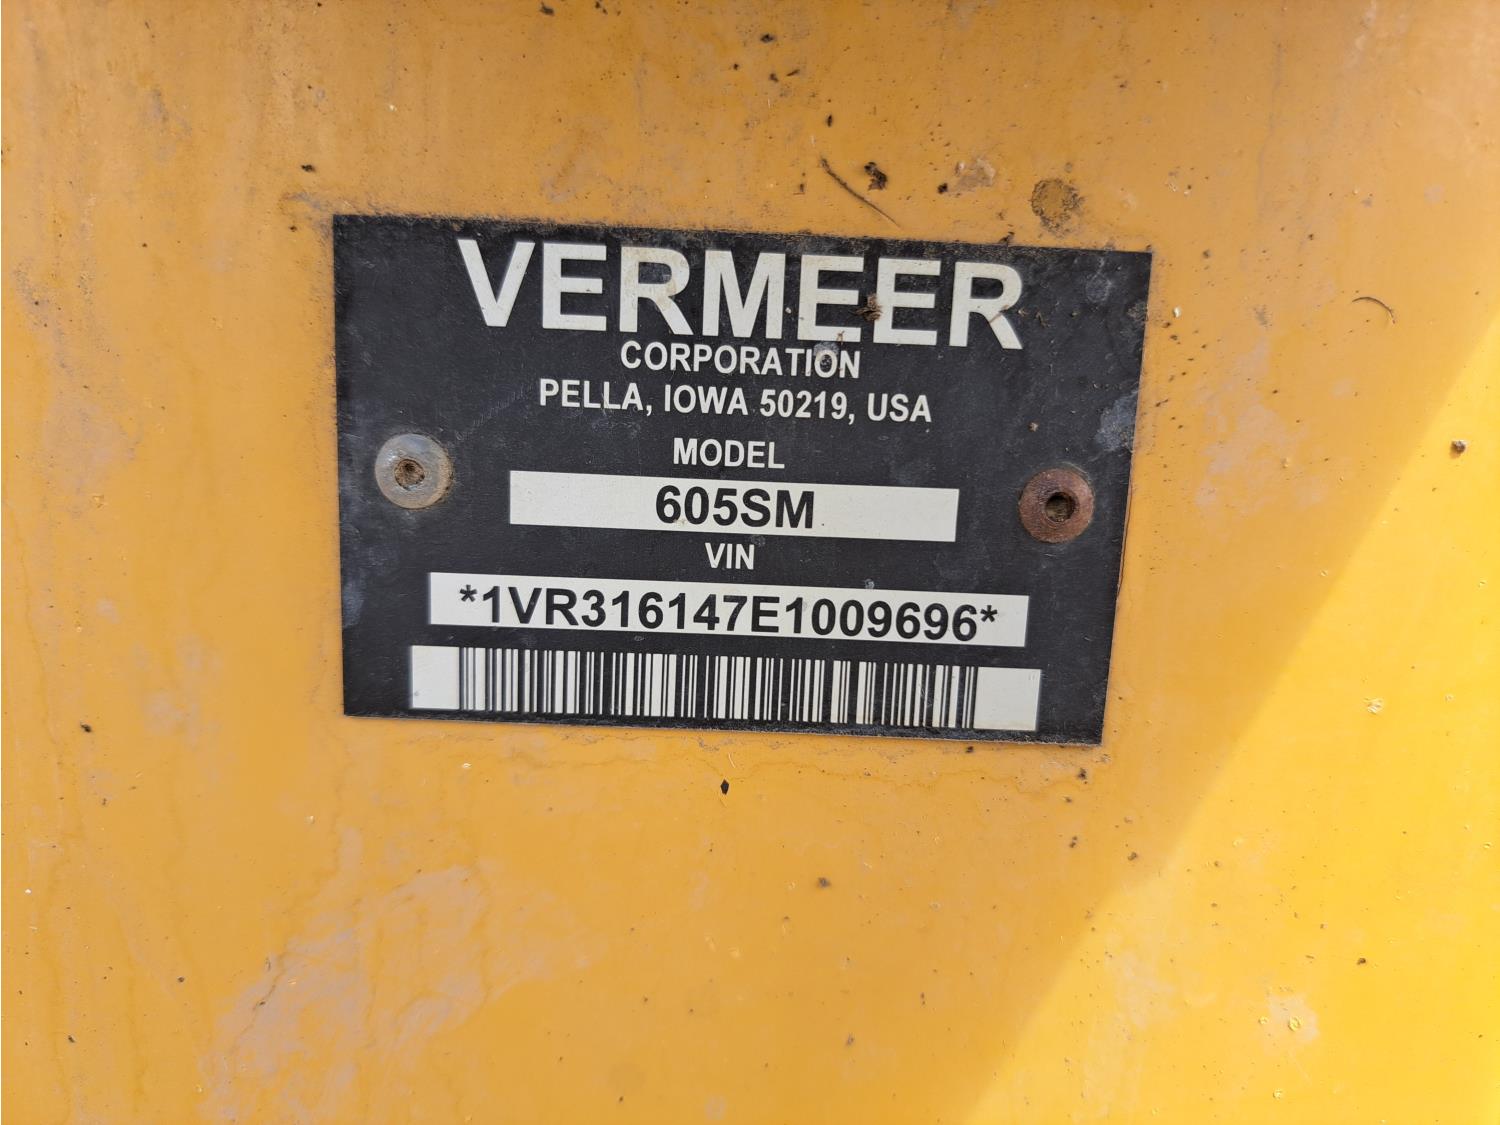 VERMEER
CORPORATION
PELLA, IOWA 50219, USA
MODEL
605SM
VIN
*1VR316147E1009696*